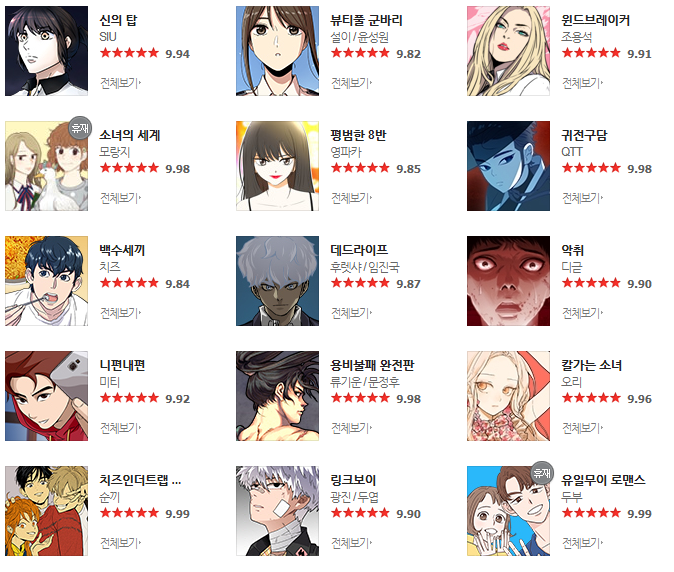 신의 탑
SIU
9.94
전체보기
뷰티풀 군바리
설이 / 윤성원
9.82
전체보기
윈드브레이커
조용석
9.91
전체보기
휴재
소녀의 세계
모랑지
9.98
전체보기
평범한 8반
영파카
9.85
전체보기
귀전구담
QTT
9.98
전체보기
백수세끼
치즈
9.84
전체보기
데드라이프
후렛샤 / 임진국
9.87
전체보기
악취
디글
9.90
전체보기
니편내편
미티
9.92
전체보기
용비불패 완전판
류기운 / 문정후
9.98
전체보기
칼가는 소녀
오리
9.96
전체보기
치즈인더트랩 ...
순끼
9.99
전체보기
링크보이
광진 / 두엽
9.90
전체보기
휴재
유일무이 로맨스
두부
9.99
전체보기